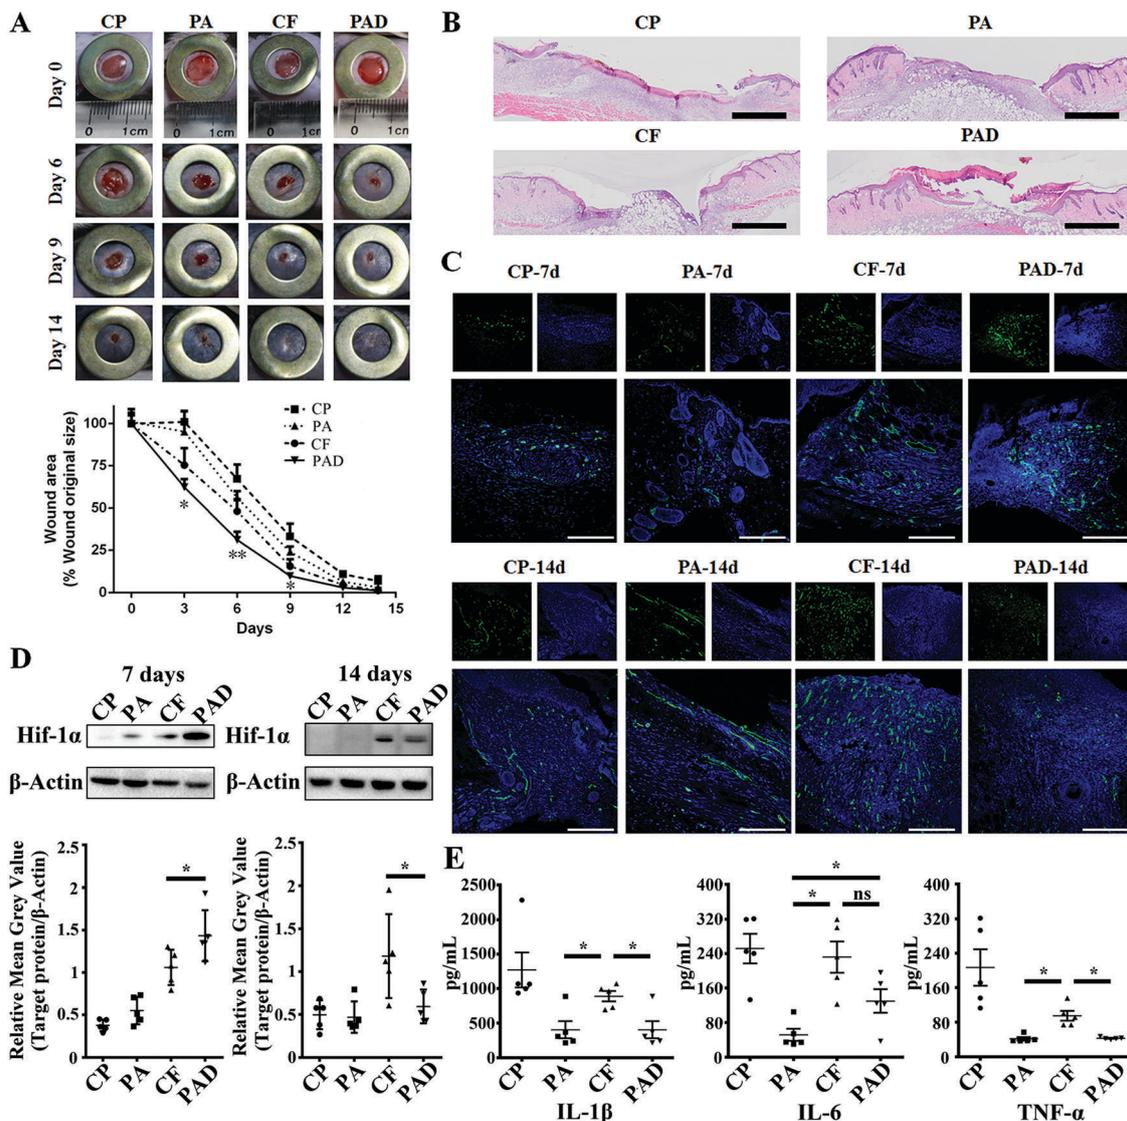 A
CP PA CF PAD
Day 0
0 1cm 0 1cm 0 1cm 0 1cm
Day 6
Day 9
Day 14
Wound area
(% Wound original size)
100
75
50
25
0
CP
PA
CF
PAD
*
**
*
0 3 6 9 12 15
Days
B
CP PA
CF PAD
C
CP-7d PA-7d CF-7d PAD-7d
CP-14d PA-14d CF-14d PAD-14d
D
7 days 14 days
CP PA CF PAD CP PA CF PAD
Hif-1α Hif-1α
β-Actin β-Actin
Relative Mean Grey Value
(Target protein/β-Actin)
2.5
2
1.5
1
0.5
0
*
CP PA CF PAD
Relative Mean Grey Value
(Target protein/β-Actin)
2.5
2
1.5
1
0.5
0
*
CP PA CF PAD
E
pg/mL
2500
2000
1500
1000
500
0
* *
CP PA CF PAD
IL-1β
pg/mL
400
320
240
160
80
0
*
* ns
CP PA CF PAD
IL-6
pg/mL
400
320
240
160
80
0
* *
CP PA CF PAD
TNF-α